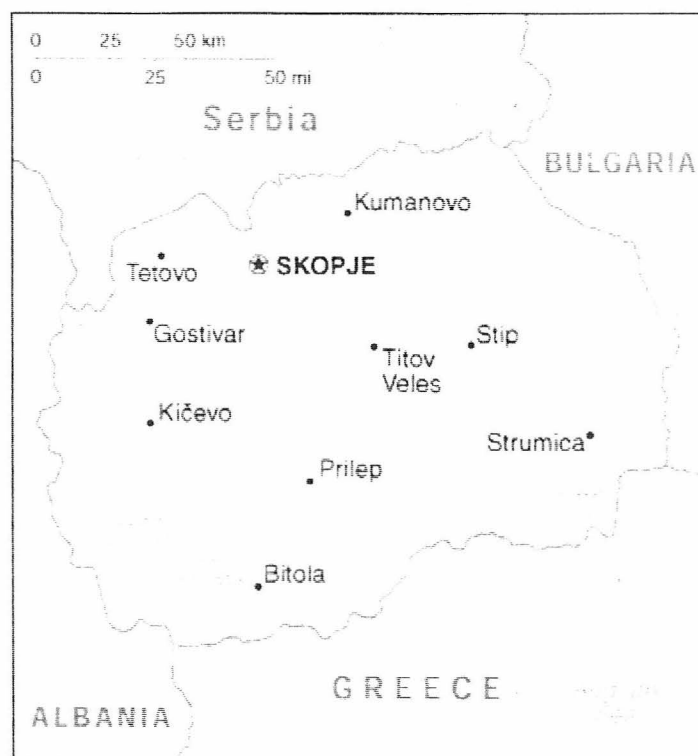 0 25 50 km
0 25 50 mi
Serbia
BULGARIA
Kumanovo
Tetovo
SKOPJE
Gostivar
Titov
Veles
Stip
Kičevo
Strumica
Prilep
Bitola
GREECE
ALBANIA